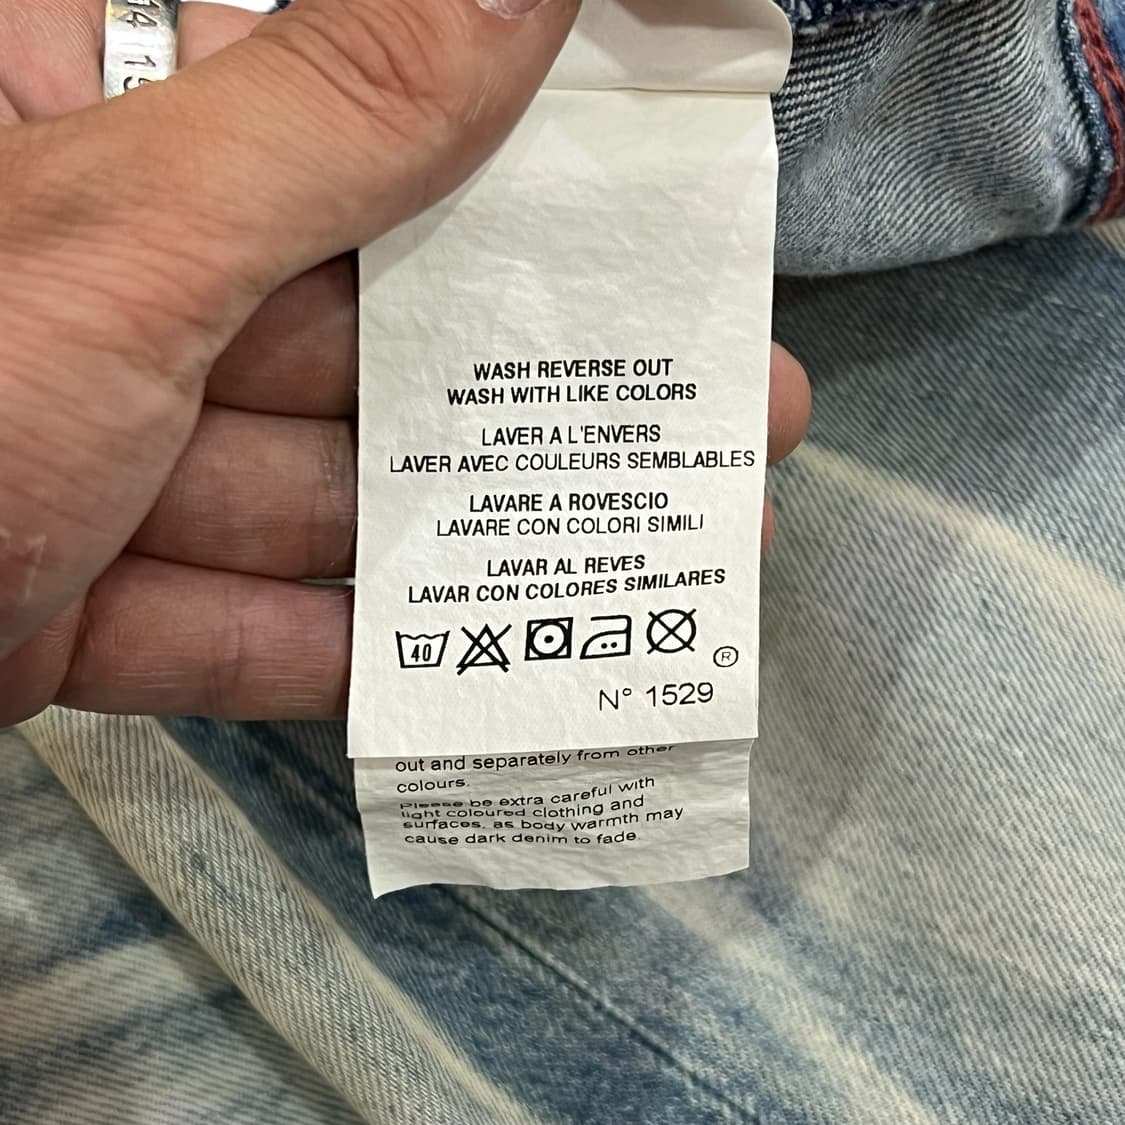 WASH REVERSE OUT
WASH WITH LIKE COLORS
LAVER A L'ENVERS
LAVER AVEC COULEURS SEMBLABLES
LAVARE A ROVESCIO
LAVARE CON COLORI SIMILI
LAVAR AL REVES
LAVAR CON COLORES SIMILARES
40
®
N° 1529
out and separately from other
colours.
Please be extra careful with
light coloured clothing and
surfaces, as body warmth may
cause dark denim to fade